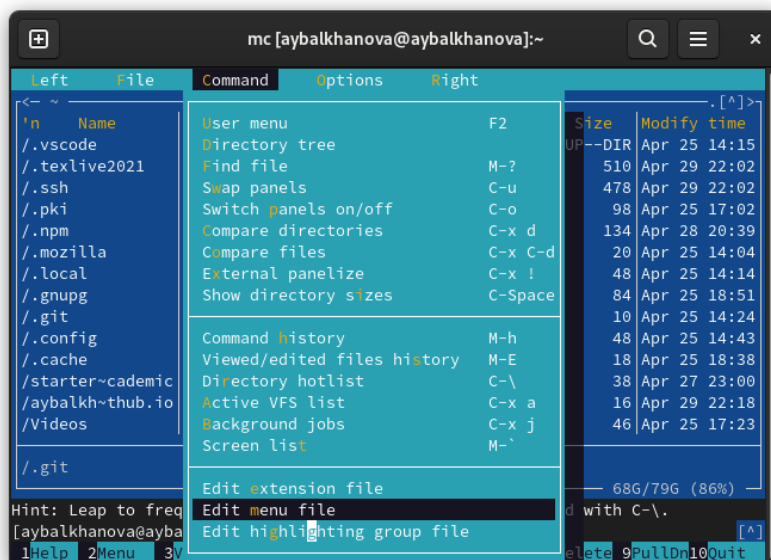 mc [aybalkhanova@aybalkhanova]:~
Left File Command Options Right
<— ~ .[^]>
'n Name Size Modify time
/.vscode UP--DIR Apr 25 14:15
/.texlive2021 510 Apr 29 22:02
/.ssh 478 Apr 29 22:02
/.pki 98 Apr 25 17:02
/.npm 134 Apr 28 20:39
/.mozilla 20 Apr 25 14:04
/.local 48 Apr 25 14:14
/.gnupg 84 Apr 25 18:51
/.git 10 Apr 25 14:24
/.config 48 Apr 25 14:43
/.cache 18 Apr 25 18:38
/starter~cademic 38 Apr 27 23:00
/aybalkh~thub.io 16 Apr 29 22:18
/Videos 46 Apr 25 17:23
/.git
68G/79G (86%)
User menu F2
Directory tree
Find file M-?
Swap panels C-u
Switch panels on/off C-o
Compare directories C-x d
Compare files C-x C-d
External panelize C-x !
Show directory sizes C-Space
Command history M-h
Viewed/edited files history M-E
Directory hotlist C-\
Active VFS list C-x a
Background jobs C-x j
Screen list M-`
Edit extension file
Edit menu file
Edit highlighting group file
Hint: Leap to freq d with C-\.
[aybalkhanova@ayba [^]
1Help 2Menu 3V elete 9PullDn10Quit